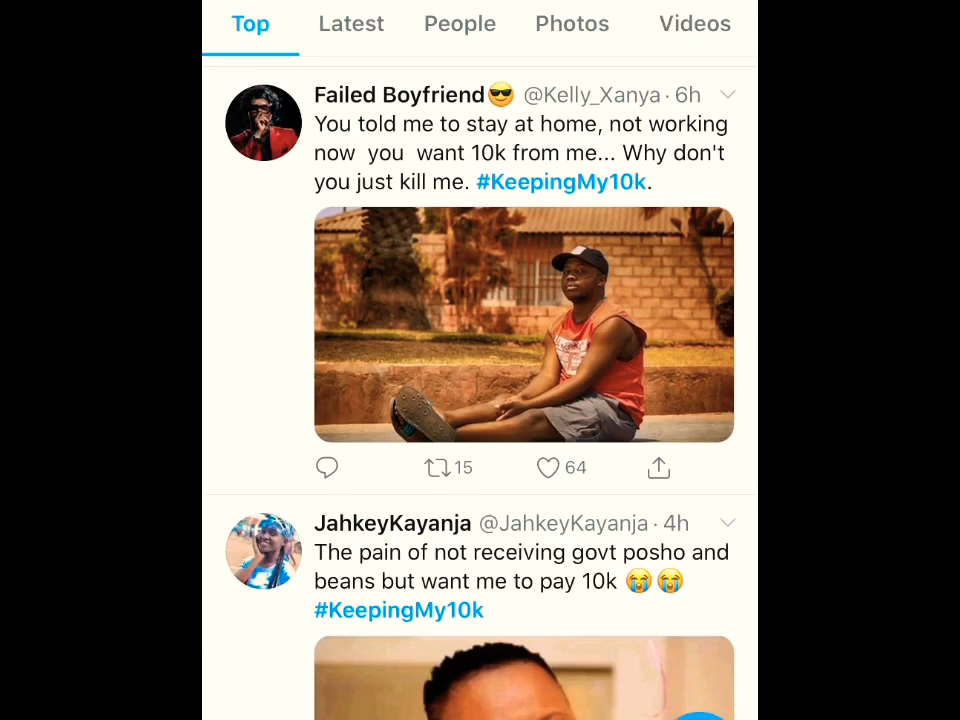 Top Latest People Photos Videos
Failed Boyfriend😎 @Kelly_Xanya · 6h
You told me to stay at home, not working
now you want 10k from me... Why don't
you just kill me. #KeepingMy10k.
15 64
JahkeyKayanja @JahkeyKayanja · 4h
The pain of not receiving govt posho and
beans but want me to pay 10k 😭😭
#KeepingMy10k